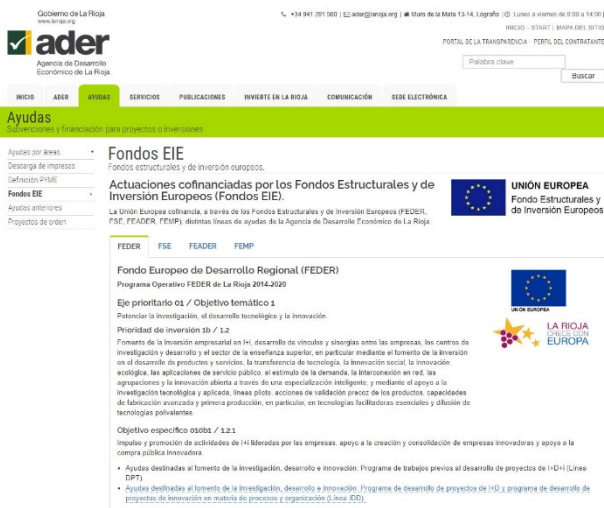 Gobierno de La Rioja
www.larioja.org
+34 941 291 500 | ader@larioja.org | Muro de la Mata 13-14, Logroño | Lunes a viernes de 9:00 a 14:00 |
INICIO - START | MAPA DEL SITIO
PORTAL DE LA TRANSPARENCIA - PERFIL DEL CONTRATANTE
ader
Agencia de Desarrollo
Económico de La Rioja
Palabra clave
Buscar
INICIO ADER AYUDAS SERVICIOS PUBLICACIONES INVIERTE EN LA RIOJA COMUNICACIÓN SEDE ELECTRÓNICA
Ayudas
Subvenciones y financiación para proyectos o inversiones
Ayudas por áreas
Descarga de impresos
Definición PYME
Fondos EIE
Ayudas anteriores
Proyectos de orden
Fondos EIE
Fondos estructurales y de inversión europeos.
Actuaciones cofinanciadas por los Fondos Estructurales y de
Inversión Europeos (Fondos EIE).
La Unión Europea cofinancia, a través de los Fondos Estructurales y de Inversión Europeos (FEDER,
FSE, FEADER, FEMP), distintas líneas de ayudas de la Agencia de Desarrollo Económico de La Rioja.
UNIÓN EUROPEA
Fondo Estructurales y
de Inversión Europeos
FEDER FSE FEADER FEMP
Fondo Europeo de Desarrollo Regional (FEDER)
Programa Operativo FEDER de La Rioja 2014-2020
Eje prioritario 01 / Objetivo temático 1
Potenciar la investigación, el desarrollo tecnológico y la innovación
Prioridad de inversión 1b / 1.2
Fomento de la inversión empresarial en I+i, desarrollo de vínculos y sinergias entre las empresas, los centros de
investigación y desarrollo y el sector de la enseñanza superior, en particular mediante el fomento de la inversión
en el desarrollo de productos y servicios, la transferencia de tecnología, la innovación social, la innovación
ecológica, las aplicaciones de servicio público, el estímulo de la demanda, la interconexión en red, las
agrupaciones y la innovación abierta a través de una especialización inteligente, y mediante el apoyo a la
investigación tecnológica y aplicada, líneas piloto, acciones de validación precoz de los productos, capacidades
de fabricación avanzada y primera producción, en particular, en tecnologías facilitadoras esenciales y difusión de
tecnologías polivalentes.
UNIÓN EUROPEA
LA RIOJA
CRECE CON
EUROPA
Objetivo específico 010b1 / 1.2.1
Impulso y promoción de actividades de I+i lideradas por las empresas, apoyo a la creación y consolidación de empresas innovadoras y apoyo a la
compra pública innovadora.
• Ayudas destinadas al fomento de la investigación, desarrollo e innovación: Programa de trabajos previos al desarrollo de proyectos de I+D+i (Línea
DPT).
• Ayudas destinadas al fomento de la investigación, desarrollo e innovación: Programa de desarrollo de proyectos de I+D y programa de desarrollo de
proyectos de innovación en materia de procesos y organización (Línea IDD).